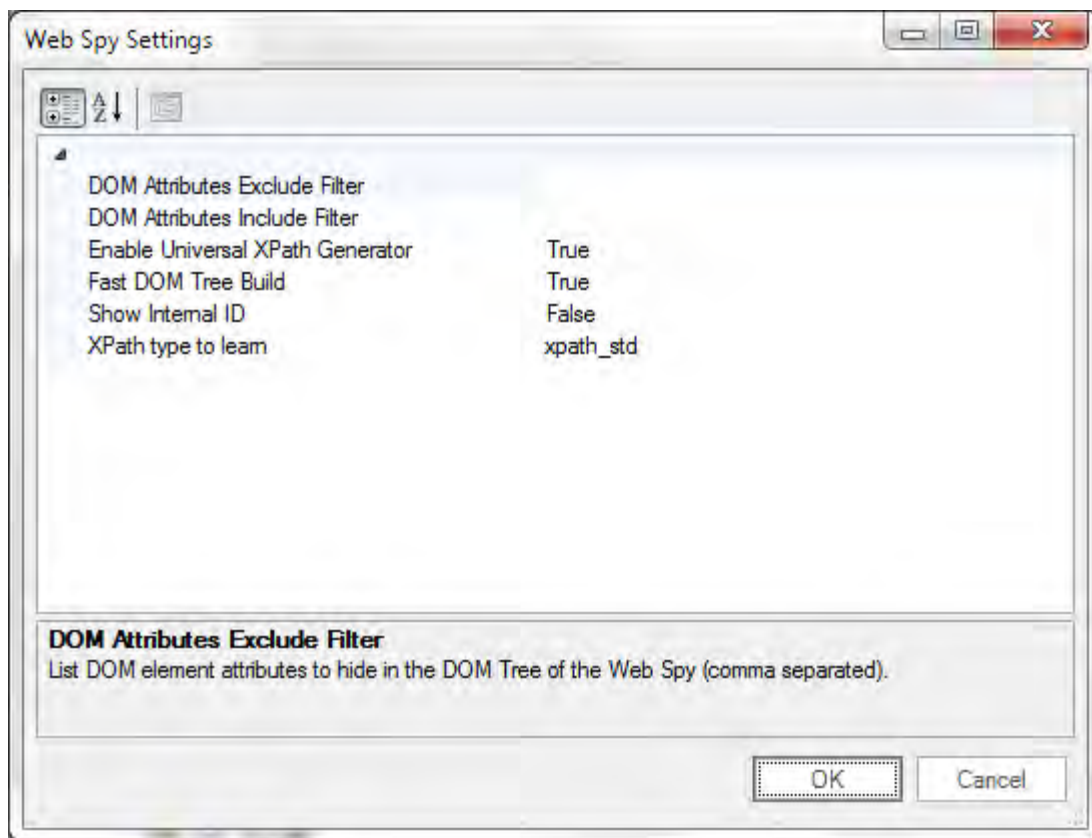 Web Spy Settings
A
Z
DOM Attributes Exclude Filter
DOM Attributes Include Filter
Enable Universal XPath Generator True
Fast DOM Tree Build True
Show Internal ID False
XPath type to learn xpath_std
DOM Attributes Exclude Filter
List DOM element attributes to hide in the DOM Tree of the Web Spy (comma separated).
OK Cancel